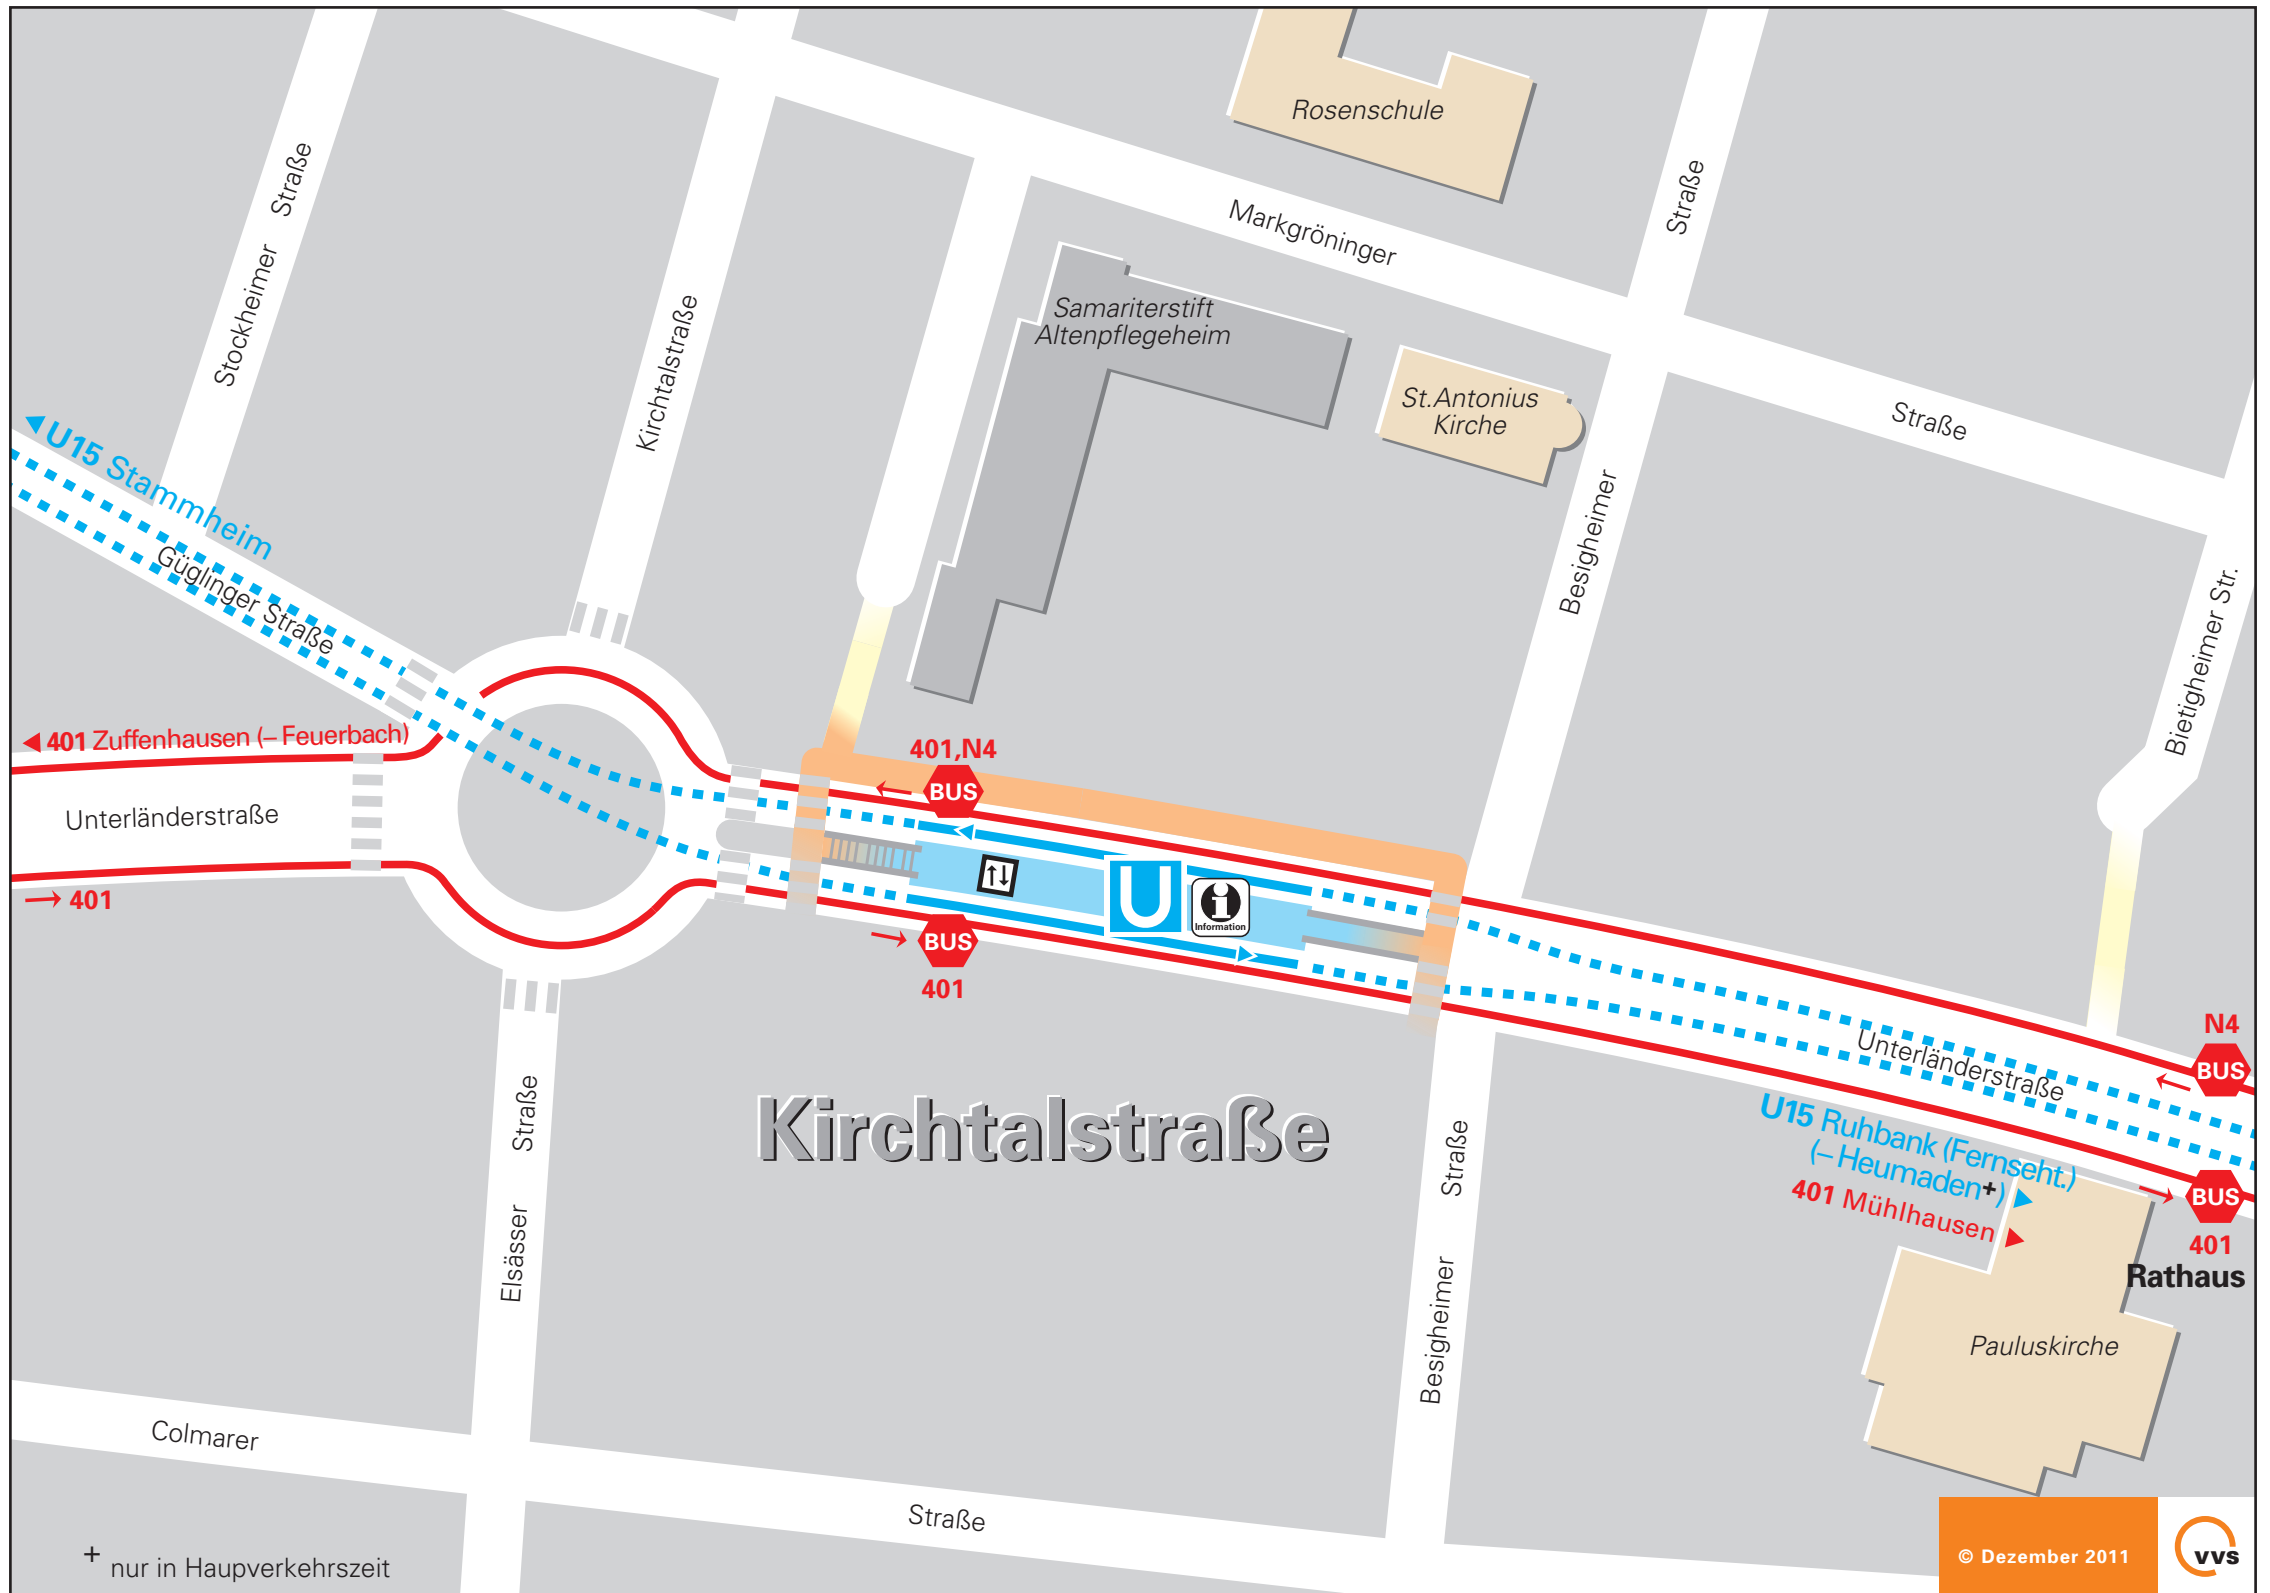 Rosenschule
Straße
Straße
Markgröninger
Stockheimer
Samariterstift
Altenpflegeheim
Kirchtalstraße
St.Antonius
Kirche
Straße
U15 Stammheim
Besigheimer
Güglinger Straße
Bietigheimer Str.
401 Zuffenhausen (– Feuerbach)
401,N4
BUS
Unterländerstraße
U
i
Information
401
BUS
401
N4
BUS
Unterländerstraße
Kirchtalstraße
Straße
Elsässer
Straße
Besigheimer
U15 Ruhbank (Fernseht.)
(– Heumaden+)
401 Mühlhausen
BUS
401
Rathaus
Pauluskirche
Colmarer
Straße
+ nur in Haupverkehrszeit
© Dezember 2011
vvs